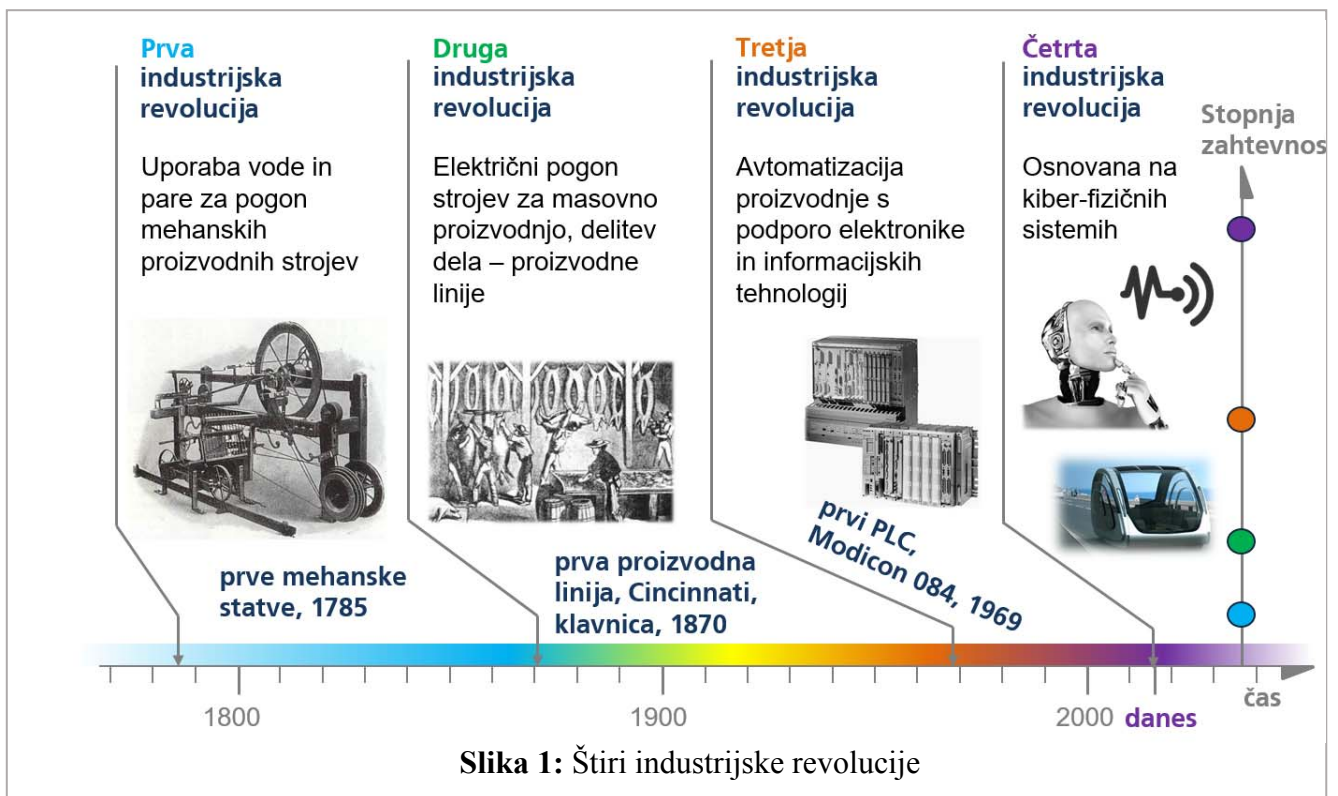 Prva
industrijska
revolucija
Uporaba vode in
pare za pogon
mehanskih
proizvodnih strojev
prve mehanske
statve, 1785
Druga
industrijska
revolucija
Električni pogon
strojev za masovno
proizvodnjo, delitev
dela – proizvodne
linije
prva proizvodna
linija, Cincinnati,
klavnica, 1870
Tretja
industrijska
revolucija
Avtomatizacija
proizvodnje s
podporo elektronike
in informacijskih
tehnologij
prvi PLC,
Modicon 084, 1969
Četrta
industrijska
revolucija
Osnovana na
kiber-fizičnih
sistemih
Stopnja
zahtevnos
1800
1900
2000
danes
čas
Slika 1: Štiri industrijske revolucije